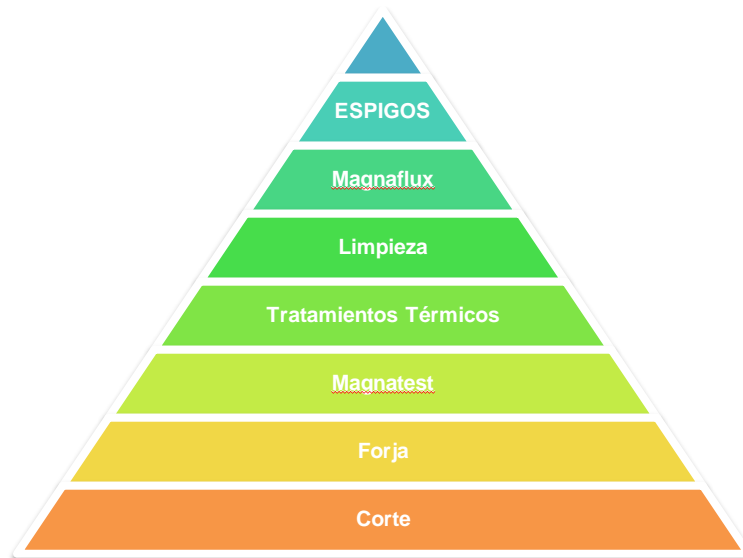 ESPIGOS
Magnaflux
Limpieza
Tratamientos Térmicos
Magnatest
Forja
Corte